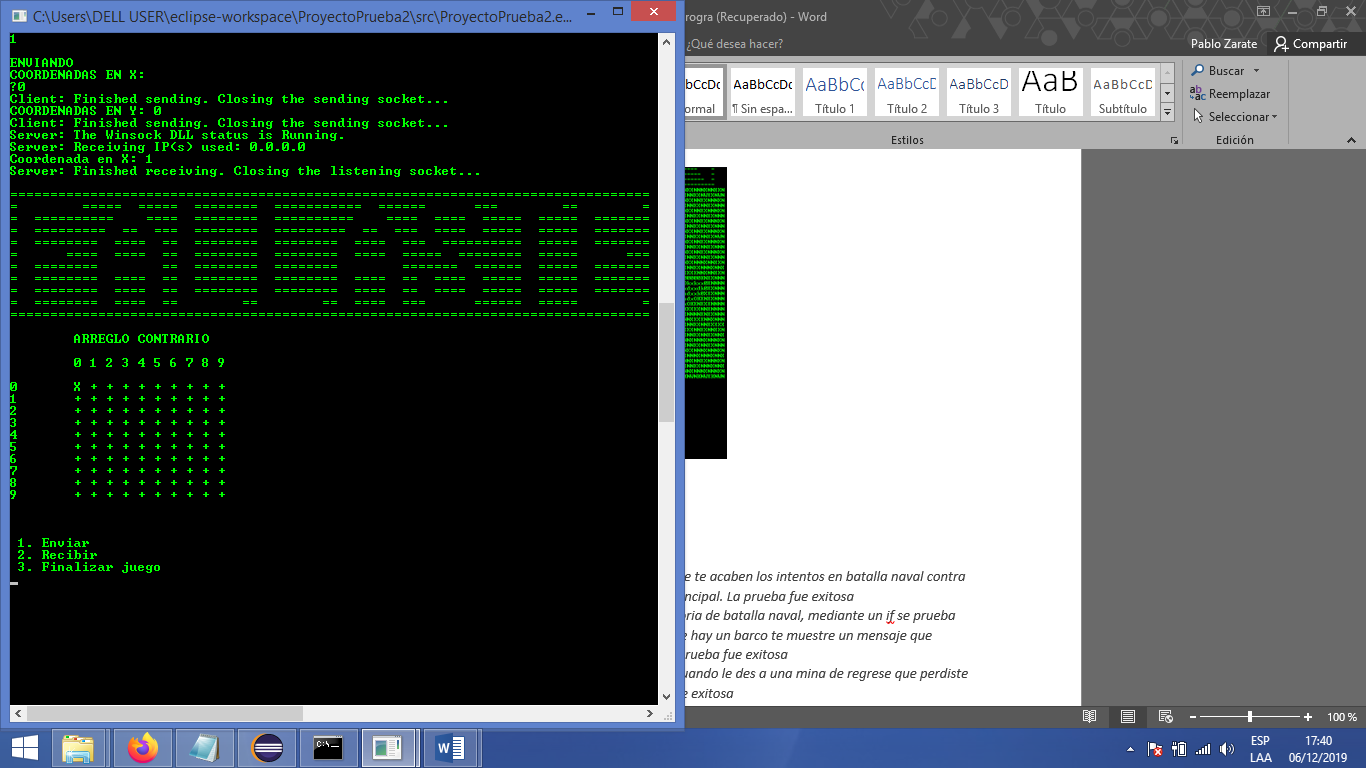 C:\Users\DELL USER\eclipse-workspace\ProyectoPrueba2\src\ProyectoPrueba2.e...
1
ENVIANDO
COORDENADAS EN X:
?0
Client: Finished sending. Closing the sending socket...
COORDENADAS EN Y: 0
Client: Finished sending. Closing the sending socket...
Server: The Winsock DLL status is Running.
Server: Receiving IP(s) used: 0.0.0.0
Coordenada en X: 1
Server: Finished receiving. Closing the listening socket...
ARREGLO CONTRARIO
0 1 2 3 4 5 6 7 8 9
0 X + + + + + + + + +
1 + + + + + + + + + +
2 + + + + + + + + + +
3 + + + + + + + + + +
4 + + + + + + + + + +
5 + + + + + + + + + +
6 + + + + + + + + + +
7 + + + + + + + + + +
8 + + + + + + + + + +
9 + + + + + + + + + +
1. Enviar
2. Recibir
3. Finalizar juego
rogra (Recuperado) - Word
¿Qué desea hacer?
Pablo Zarate
Compartir
AaBbCcDc AaBbCcDc AaBbCc AaBbCcD AaBbCcD AaB AaBbCcD
ormal ¶ Sin espa... Título 1 Título 2 Título 3 Título Subtítulo
Estilos
Buscar
Reemplazar
Seleccionar
Edición
e te acaben los intentos en batalla naval contra
ncipal. La prueba fue exitosa
oria de batalla naval, mediante un if se prueba
e hay un barco te muestre un mensaje que
rueba fue exitosa
uando le des a una mina de regrese que perdiste
e exitosa
100 %
ESP
LAA
17:40
06/12/2019